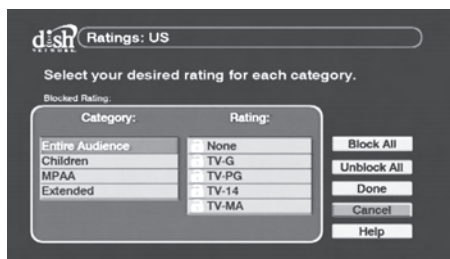 dish Ratings: US
NETWORK
Select your desired rating for each category.
Blocked Rating:
Category: Rating:
Entire Audience None Block All
Children TV-G Unblock All
MPAA TV-PG Done
Extended TV-14 Cancel
TV-MA Help